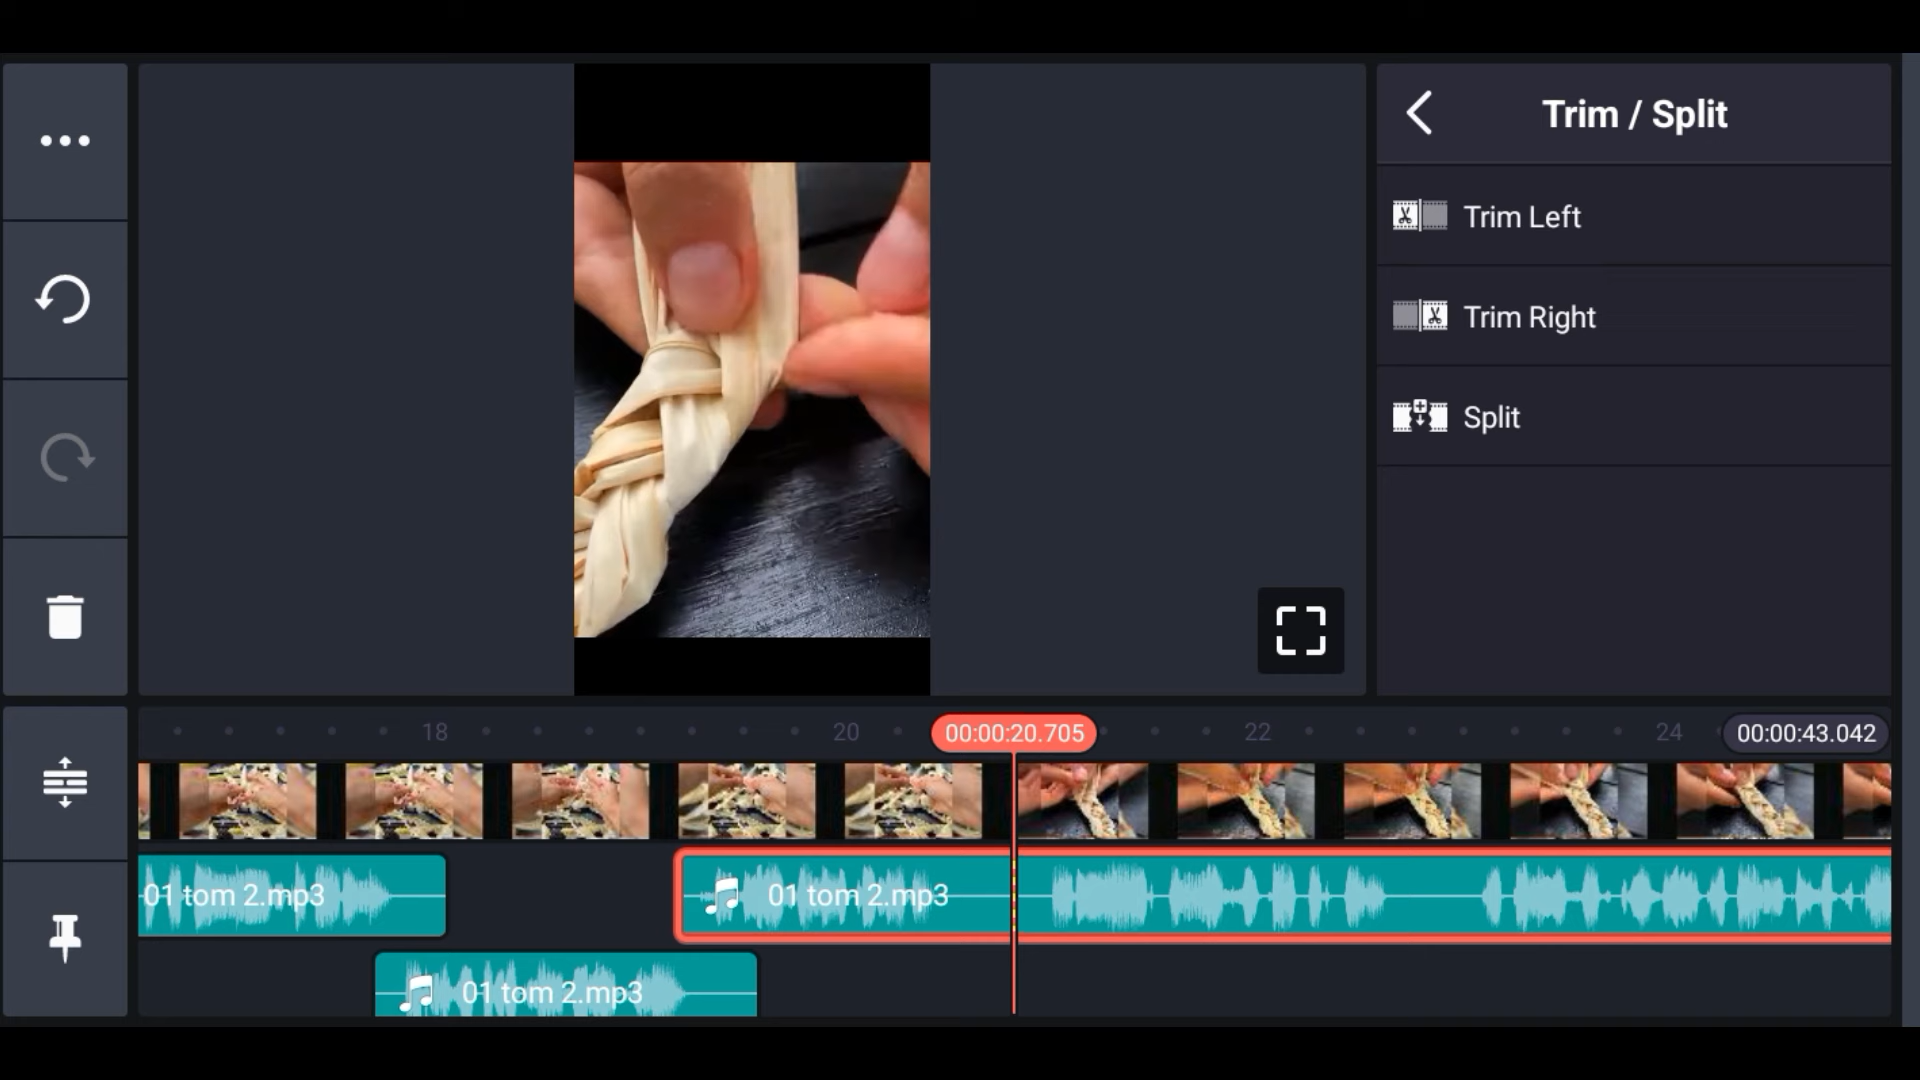 Trim / Split
Trim Left
Trim Right
Split
18
20
00:00:20.705
22
24
00:00:43.042
01 tom 2.mp3
01 tom 2.mp3
01 tom 2.mp3